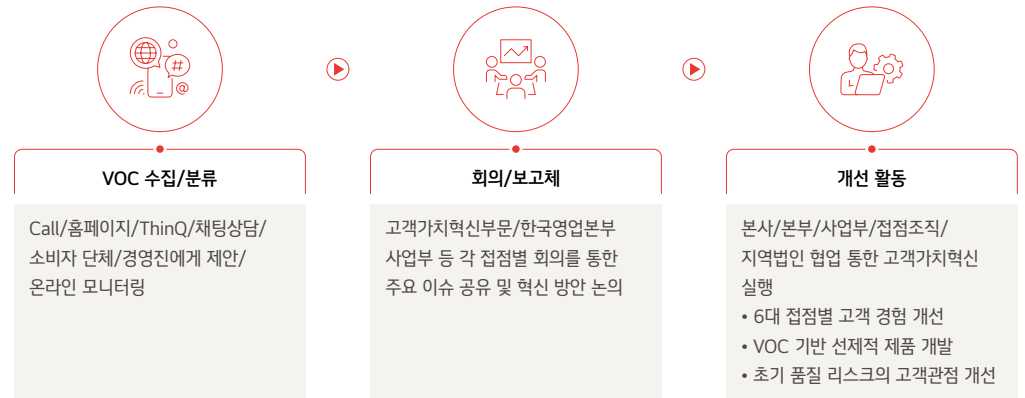 VOC 수집/분류
Call/홈페이지/ThinQ/채팅상담/
소비자 단체/경영진에게 제안/
온라인 모니터링
회의/보고체
고객가치혁신부문/한국영업본부
사업부 등 각 접점별 회의를 통한
주요 이슈 공유 및 혁신 방안 논의
개선 활동
본사/본부/사업부/접점조직/
지역법인 협업 통한 고객가치혁신
실행
• 6대 접점별 고객 경험 개선
• VOC 기반 선제적 제품 개발
• 초기 품질 리스크의 고객관점 개선